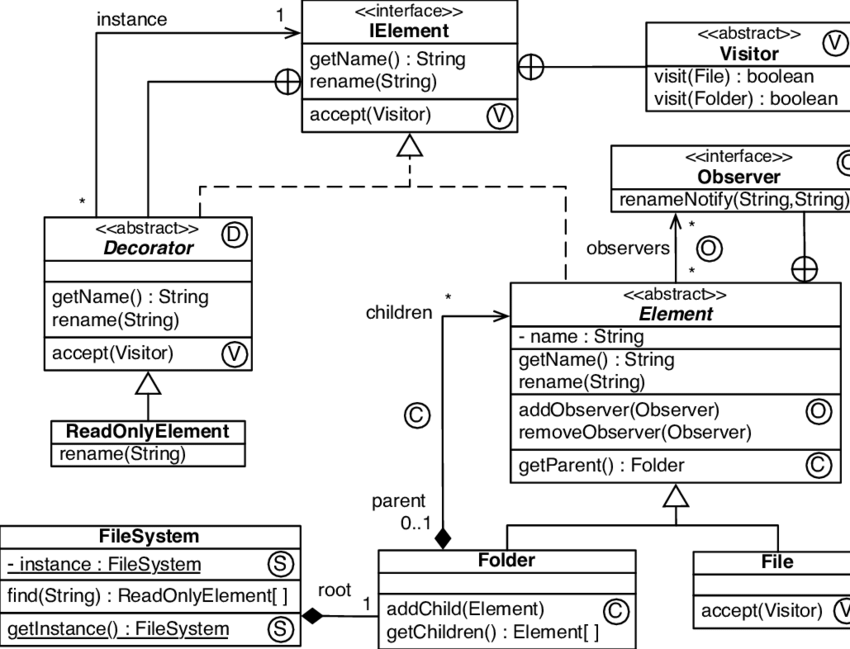 instance
1
<<interface>>
IElement
getName() : String
rename(String)
accept(Visitor)
V
<<abstract>>
Visitor
V
visit(File) : boolean
visit(Folder) : boolean
<<interface>>
Observer
O
renameNotify(String,String)
*
observers
O
*
*
<<abstract>>
Decorator
D
getName() : String
rename(String)
accept(Visitor)
V
ReadOnlyElement
rename(String)
children
*
C
parent
0..1
<<abstract>>
Element
- name : String
getName() : String
rename(String)
addObserver(Observer)
O
removeObserver(Observer)
getParent() : Folder
C
FileSystem
- instance : FileSystem
S
find(String) : ReadOnlyElement[ ]
getInstance() : FileSystem
S
root
1
Folder
addChild(Element)
C
getChildren() : Element[ ]
File
accept(Visitor)
V